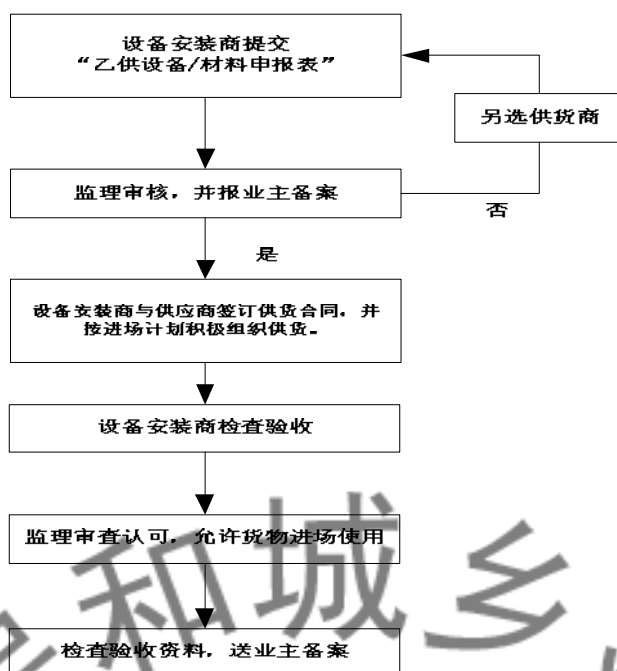 设备安装商提交
“乙供设备/材料申报表”
另选供货商
监理审核，并报业主备案
否
是
设备安装商与供应商签订供货合同，并
按进场计划积极组织供货。
设备安装商检查验收
监理审查认可，允许货物进场使用
检查验收资料，送业主备案
和城乡